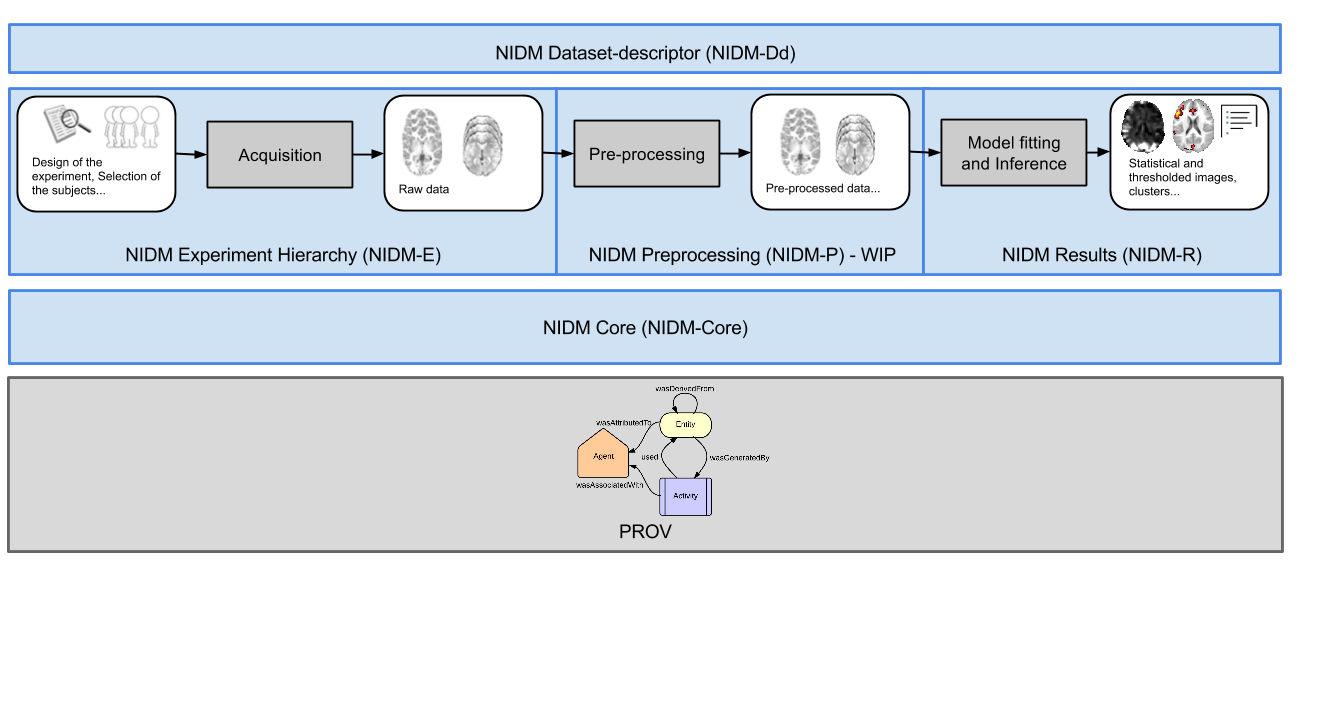 NIDM Dataset-descriptor (NIDM-Dd)
Design of the
experiment, Selection of
the subjects...
Acquisition
Raw data
Pre-processing
Pre-processed data...
Model fitting
and Inference
Statistical and
thresholded images,
clusters...
NIDM Experiment Hierarchy (NIDM-E)
NIDM Preprocessing (NIDM-P) - WIP
NIDM Results (NIDM-R)
NIDM Core (NIDM-Core)
wasDerivedFrom
wasAttributedTo
Entity
Agent
used
wasGeneratedBy
wasAssociatedWith
Activity
PROV